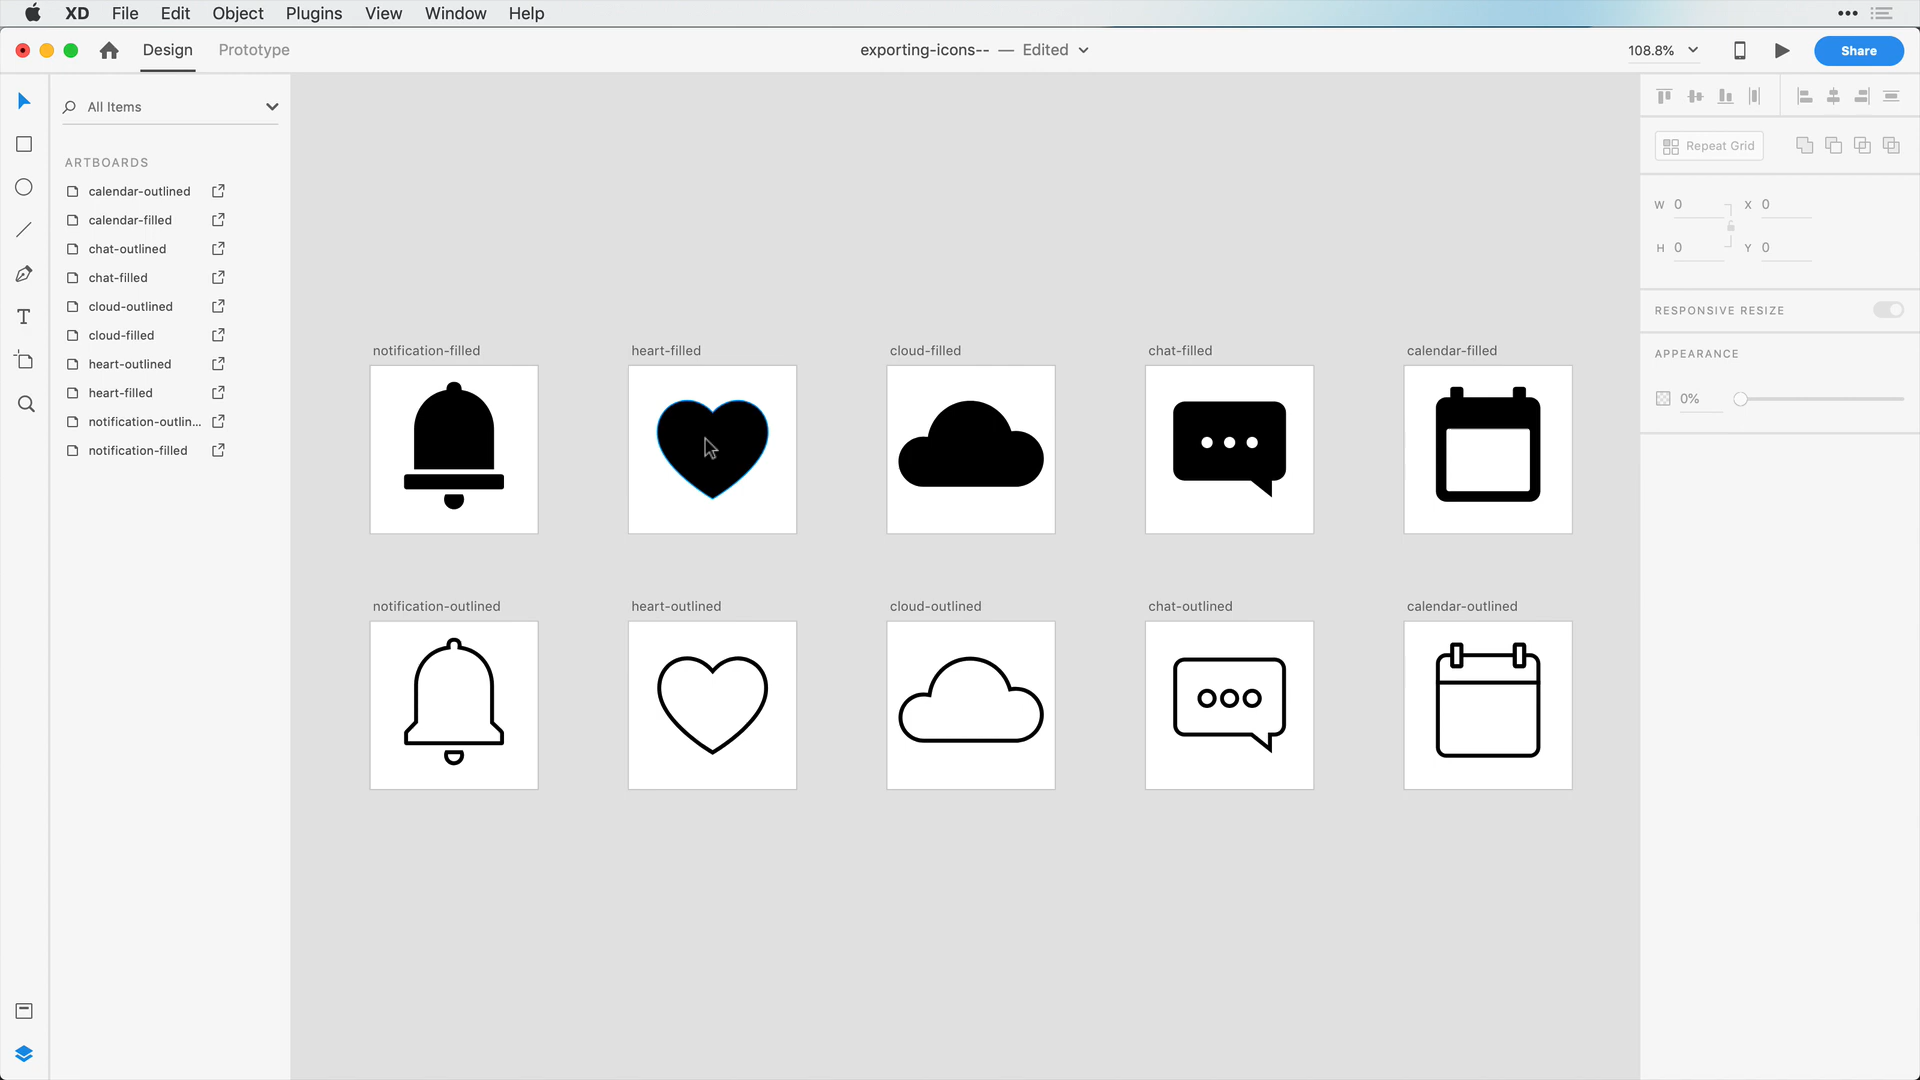 XD File Edit Object Plugins View Window Help
Design Prototype exporting-icons-- — Edited 108.8% Share
All Items
ARTBOARDS
calendar-outlined
calendar-filled
chat-outlined
chat-filled
cloud-outlined
cloud-filled
heart-outlined
heart-filled
notification-outlin...
notification-filled
notification-filled heart-filled cloud-filled chat-filled calendar-filled
notification-outlined heart-outlined cloud-outlined chat-outlined calendar-outlined
Repeat Grid
W 0 X 0
H 0 Y 0
RESPONSIVE RESIZE
APPEARANCE
0%